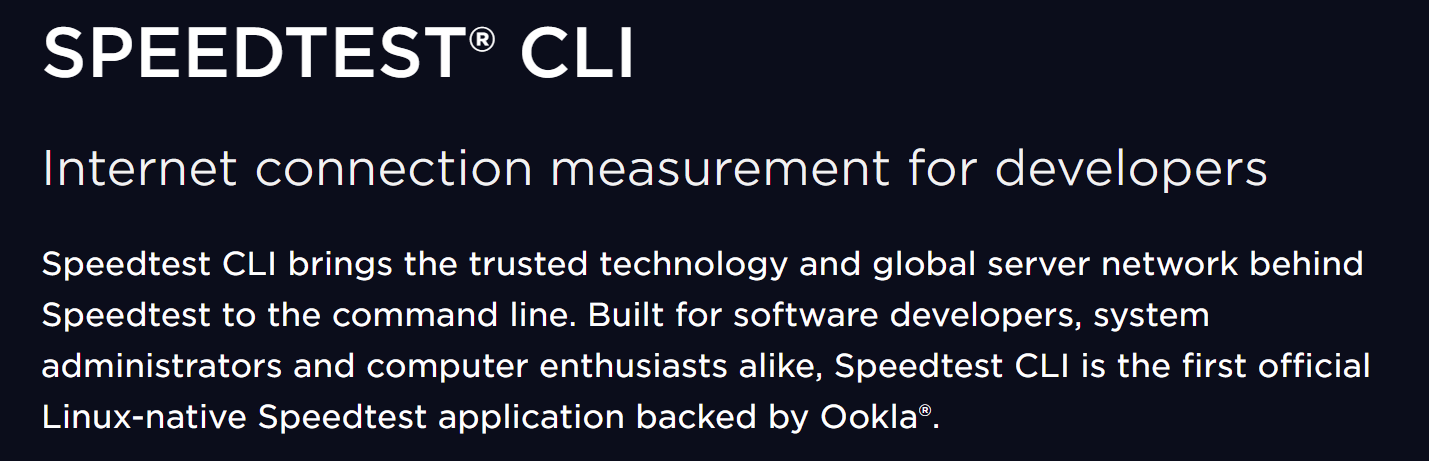 SPEEDTEST® CLI
Internet connection measurement for developers
Speedtest CLI brings the trusted technology and global server network behind
Speedtest to the command line. Built for software developers, system
administrators and computer enthusiasts alike, Speedtest CLI is the first official
Linux-native Speedtest application backed by Ookla®.